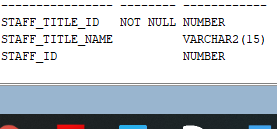 ---------------- -------- ------------
STAFF_TITLE_ID NOT NULL NUMBER
STAFF_TITLE_NAME VARCHAR2(15)
STAFF_ID NUMBER